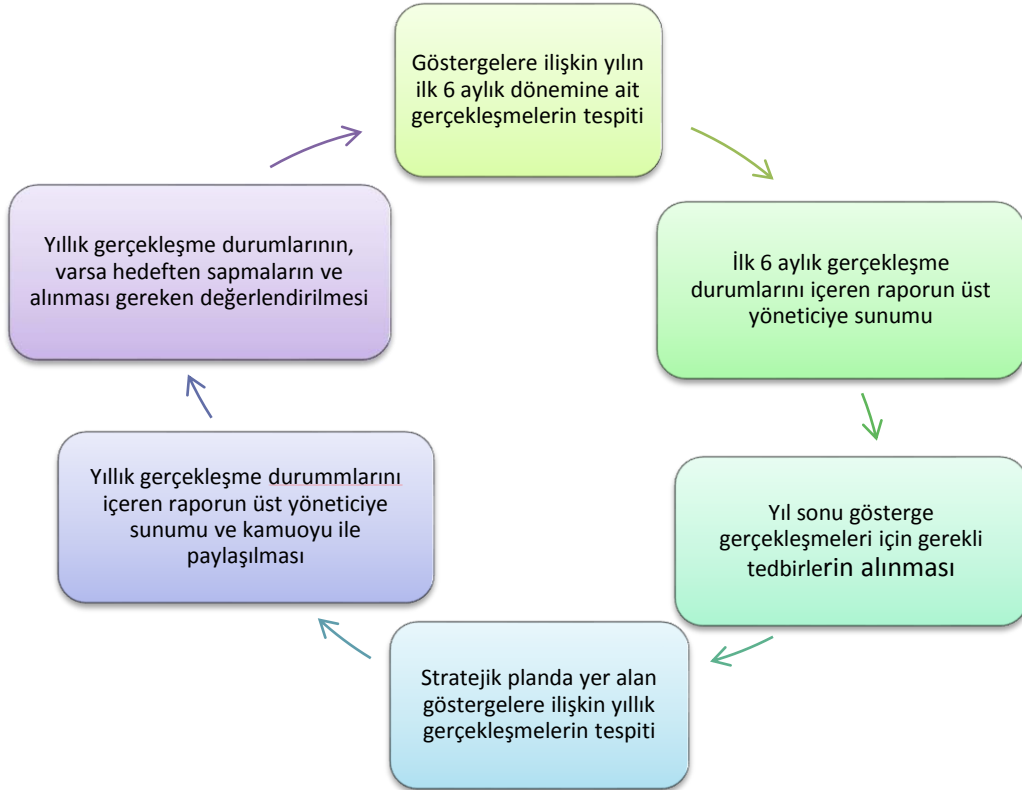 Göstergelere ilişkin yılın
ilk 6 aylık dönemine ait
gerçekleşmelerin tespiti
İlk 6 aylık gerçekleşme
durumlarını içeren raporun üst
yöneticiye sunumu
Yıl sonu gösterge
gerçekleşmeleri için gerekli
tedbirlerin alınması
Stratejik planda yer alan
göstergelere ilişkin yıllık
gerçekleşmelerin tespiti
Yıllık gerçekleşme durummlarını
içeren raporun üst yöneticiye
sunumu ve kamuoyu ile
paylaşılması
Yıllık gerçekleşme durumlarının,
varsa hedeften sapmaların ve
alınması gereken değerlendirilmesi